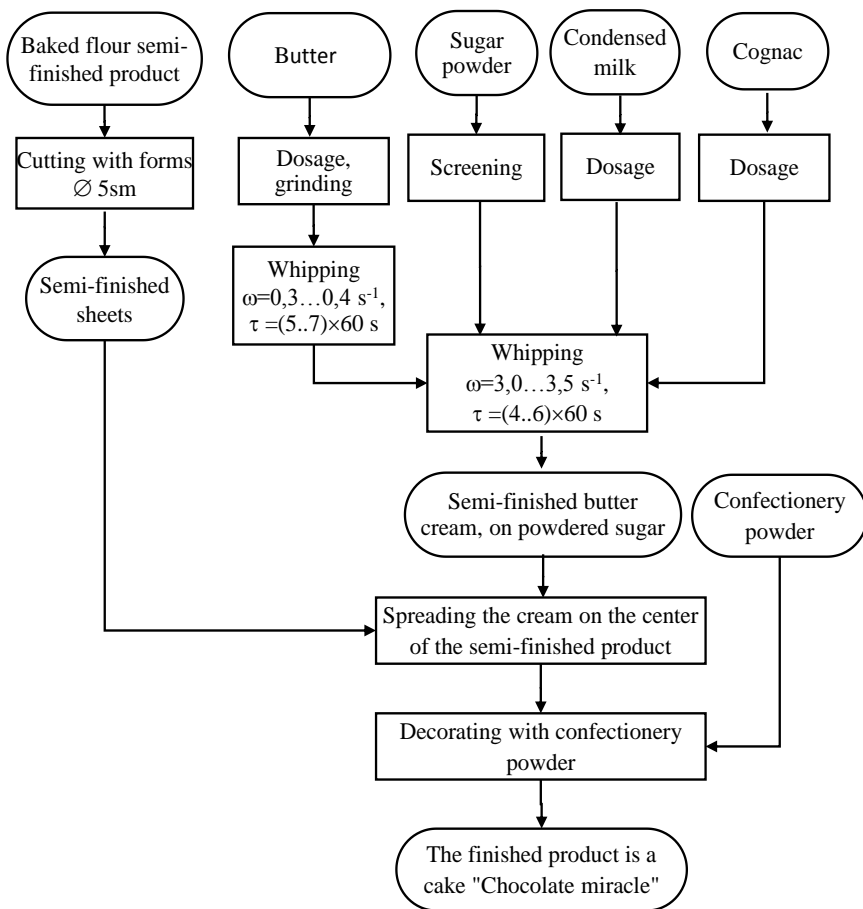 Baked flour semi-
finished product
Butter
Sugar
powder
Condensed
milk
Cognac
Cutting with forms
∅ 5sm
Dosage,
grinding
Screening
Dosage
Dosage
Semi-finished
sheets
Whipping
ω=0,3…0,4 s⁻¹,
τ =(5..7)×60 s
Whipping
ω=3,0…3,5 s⁻¹,
τ =(4..6)×60 s
Semi-finished butter
cream, on powdered sugar
Confectionery
powder
Spreading the cream on the center
of the semi-finished product
Decorating with confectionery
powder
The finished product is a
cake "Chocolate miracle"